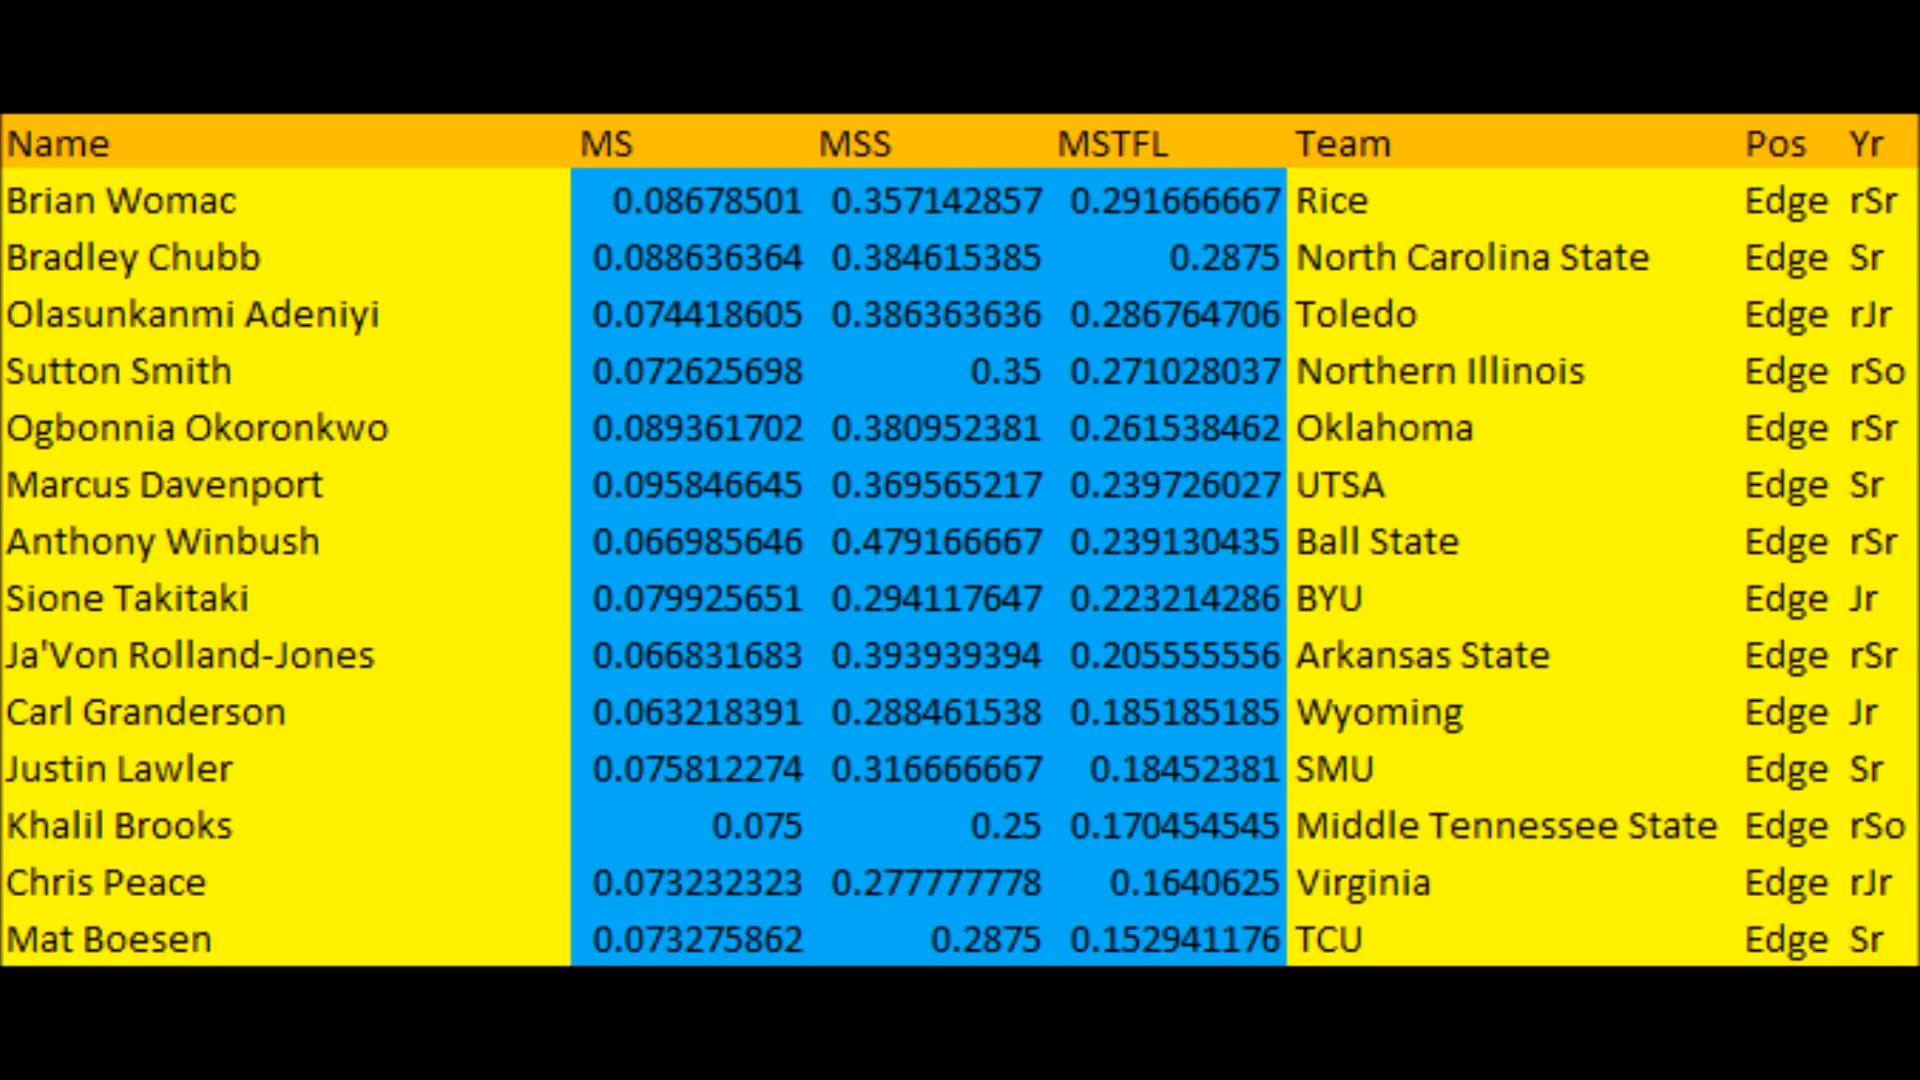 Name MS MSS MSTFL Team Pos Yr
Brian Womac 0.08678501 0.357142857 0.291666667 Rice Edge rSr
Bradley Chubb 0.088636364 0.384615385 0.2875 North Carolina State Edge Sr
Olasunkanmi Adeniyi 0.074418605 0.386363636 0.286764706 Toledo Edge rJr
Sutton Smith 0.072625698 0.35 0.271028037 Northern Illinois Edge rSo
Ogbonnia Okoronkwo 0.089361702 0.380952381 0.261538462 Oklahoma Edge rSr
Marcus Davenport 0.095846645 0.369565217 0.239726027 UTSA Edge Sr
Anthony Winbush 0.066985646 0.479166667 0.239130435 Ball State Edge rSr
Sione Takitaki 0.079925651 0.294117647 0.223214286 BYU Edge Jr
Ja'Von Rolland-Jones 0.066831683 0.393939394 0.205555556 Arkansas State Edge rSr
Carl Granderson 0.063218391 0.288461538 0.185185185 Wyoming Edge Jr
Justin Lawler 0.075812274 0.316666667 0.18452381 SMU Edge Sr
Khalil Brooks 0.075 0.25 0.170454545 Middle Tennessee State Edge rSo
Chris Peace 0.073232323 0.277777778 0.1640625 Virginia Edge rJr
Mat Boesen 0.073275862 0.2875 0.152941176 TCU Edge Sr